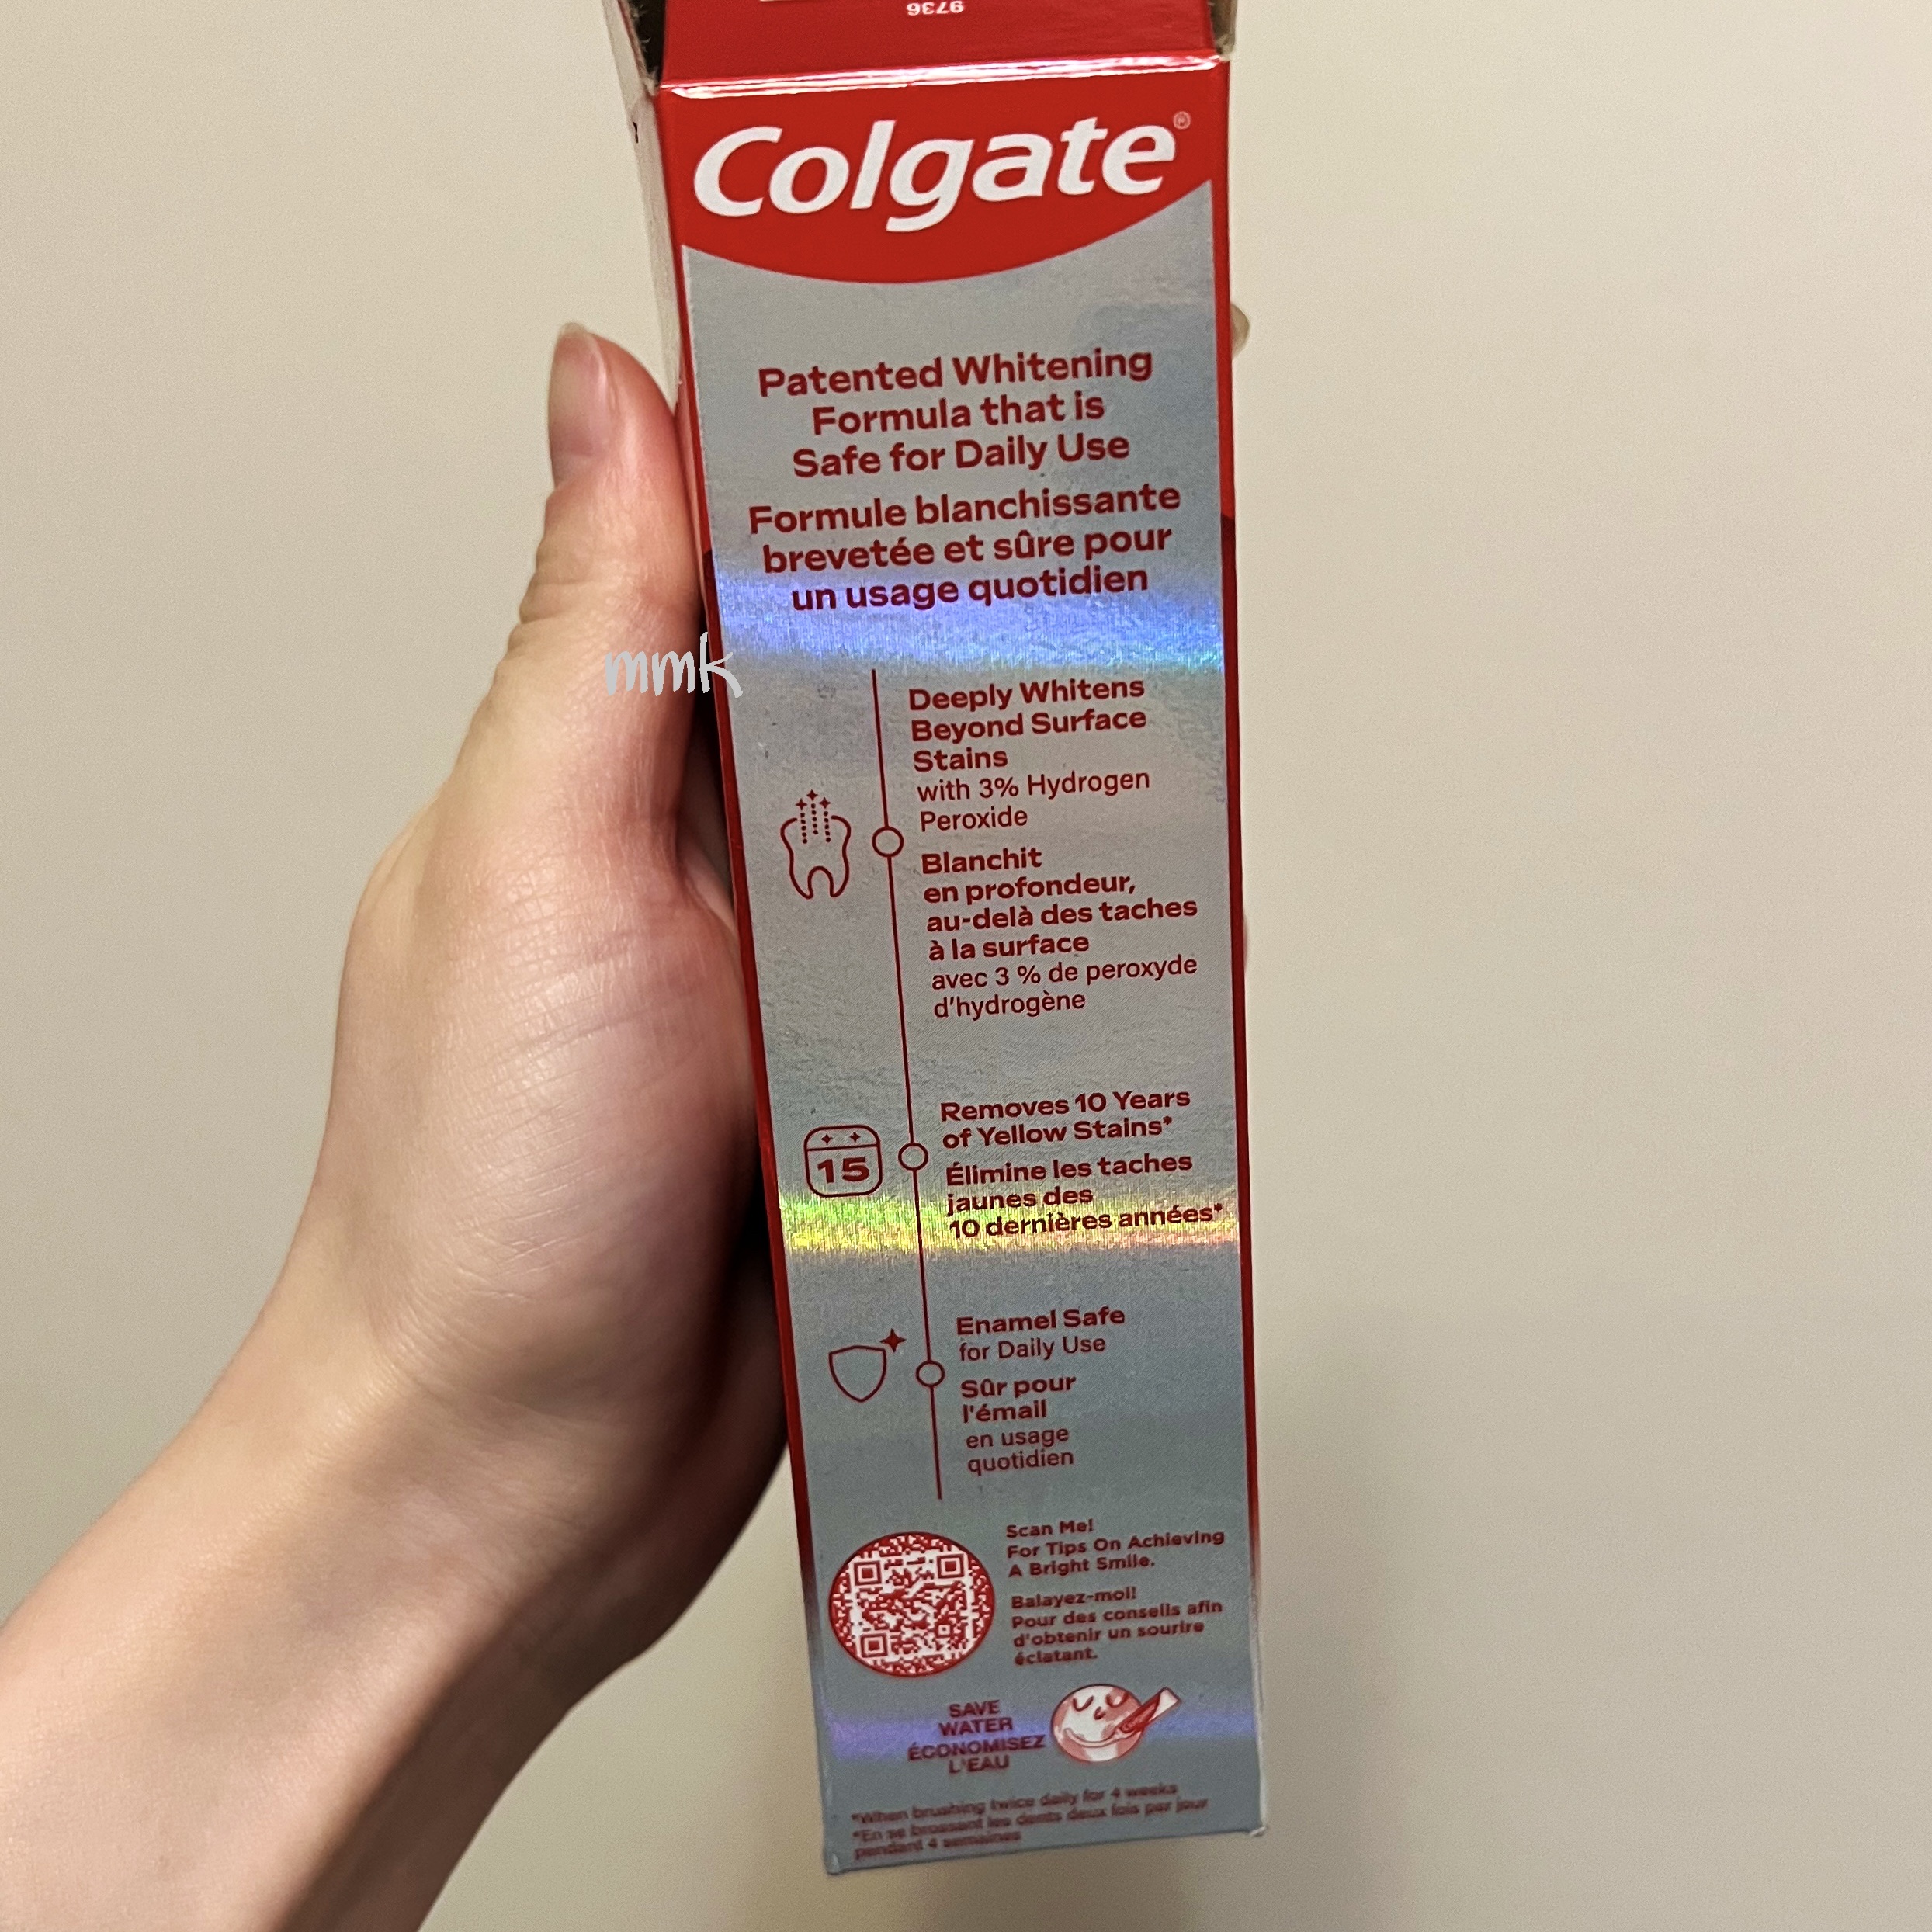 9736
Colgate®
Patented Whitening
Formula that is
Safe for Daily Use
Formule blanchissante
brevetée et sûre pour
un usage quotidien
mmk
Deeply Whitens
Beyond Surface
Stains
with 3% Hydrogen
Peroxide
Blanchit
en profondeur,
au-delà des taches
à la surface
avec 3 % de peroxyde
d'hydrogène
15
Removes 10 Years
of Yellow Stains*
Élimine les taches
jaunes des
10 dernières années*
Enamel Safe
for Daily Use
Sûr pour
l'émail
en usage
quotidien
Scan Me!
For Tips On Achieving
A Bright Smile.
Balayez-moi!
Pour des conseils afin
d'obtenir un sourire
éclatant.
SAVE
WATER
ÉCONOMISEZ
L'EAU
*When brushing twice daily for 4 weeks
*En se brossant les dents deux fois par jour
pendant 4 semaines